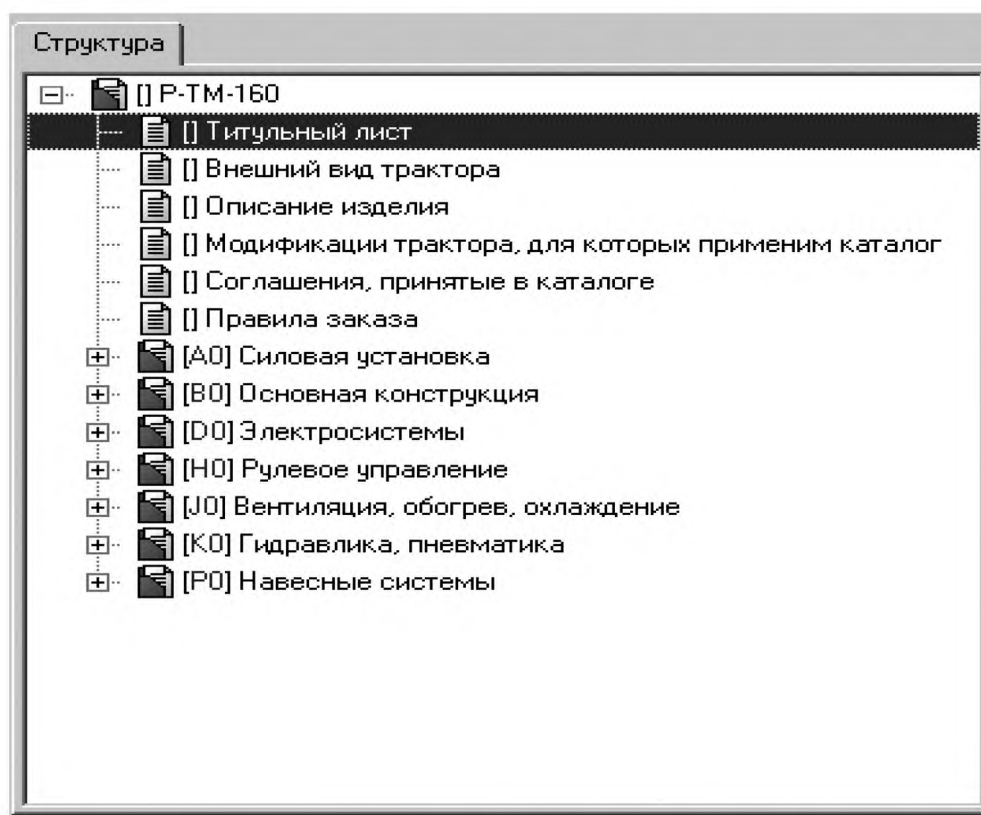 Структура
[] Р-ТМ-160
[] Титульный лист
[] Внешний вид трактора
[] Описание изделия
[] Модификации трактора, для которых применим каталог
[] Соглашения, принятые в каталоге
[] Правила заказа
[A0] Силовая установка
[B0] Основная конструкция
[D0] Электросистемы
[H0] Рулевое управление
[J0] Вентиляция, обогрев, охлаждение
[K0] Гидравлика, пневматика
[P0] Навесные системы